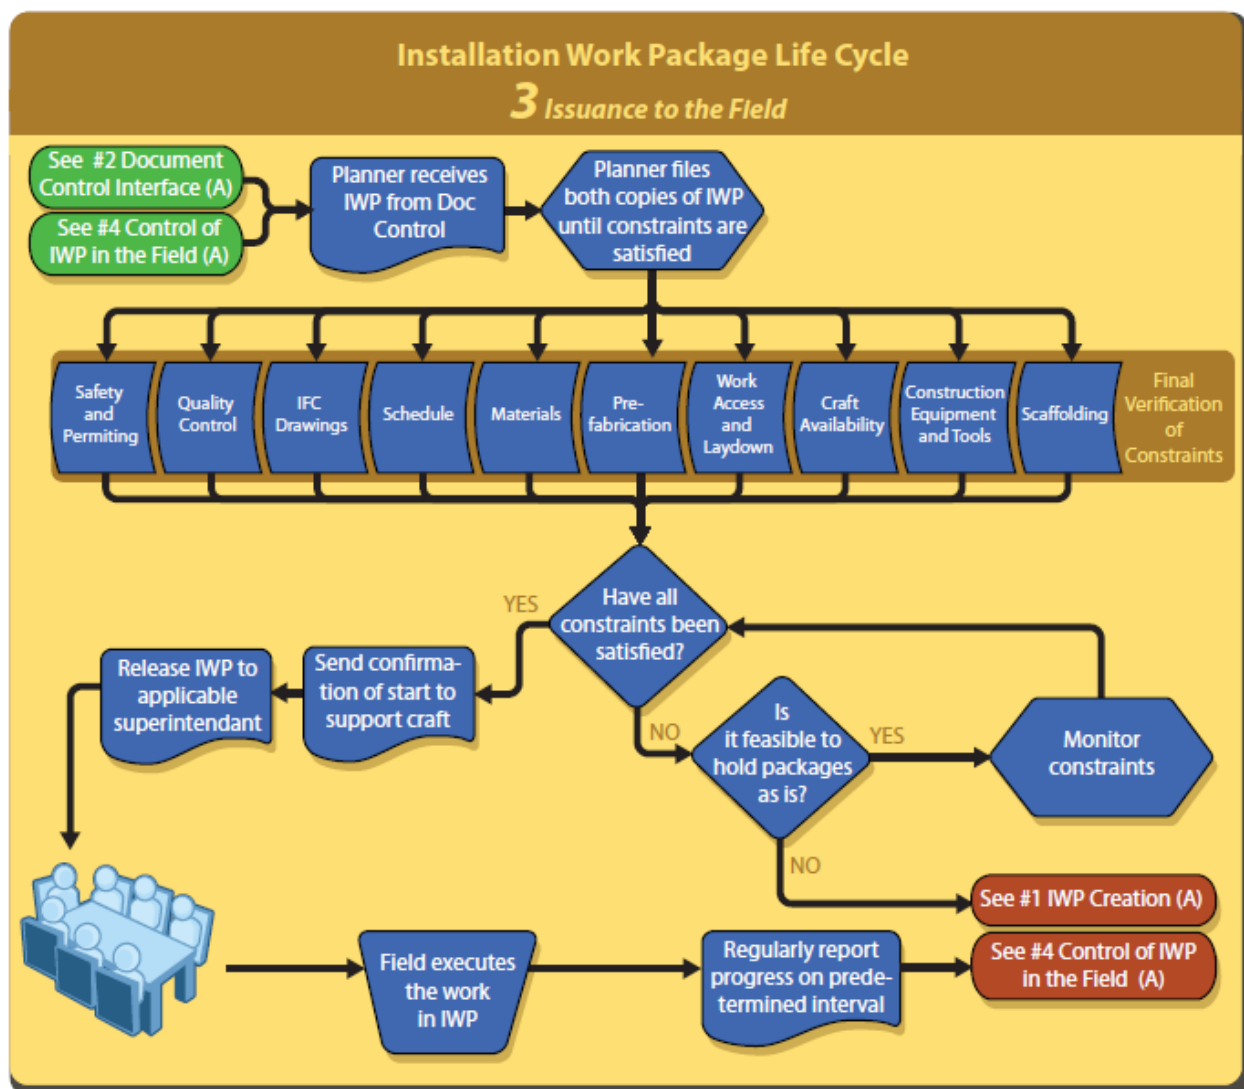 Installation Work Package Life Cycle
3 Issuance to the Field
See #2 Document
Control Interface (A)
See #4 Control of
IWP in the Field (A)
Planner receives
IWP from Doc
Control
Planner files
both copies of IWP
until constraints are
satisfied
Safety
and
Permiting
Quality
Control
IFC
Drawings
Schedule
Materials
Pre-
fabrication
Work
Access
and
Laydown
Craft
Availability
Construction
Equipment
and Tools
Scaffolding
Final
Verification
of
Constraints
Have all
constraints been
satisfied?
YES
Send confirma-
tion of start to
support craft
Release IWP to
applicable
superintendant
NO
Is
it feasible to
hold packages
as is?
YES
Monitor
constraints
NO
See #1 IWP Creation (A)
Field executes
the work
in IWP
Regularly report
progress on prede-
termined interval
See #4 Control of IWP
in the Field (A)